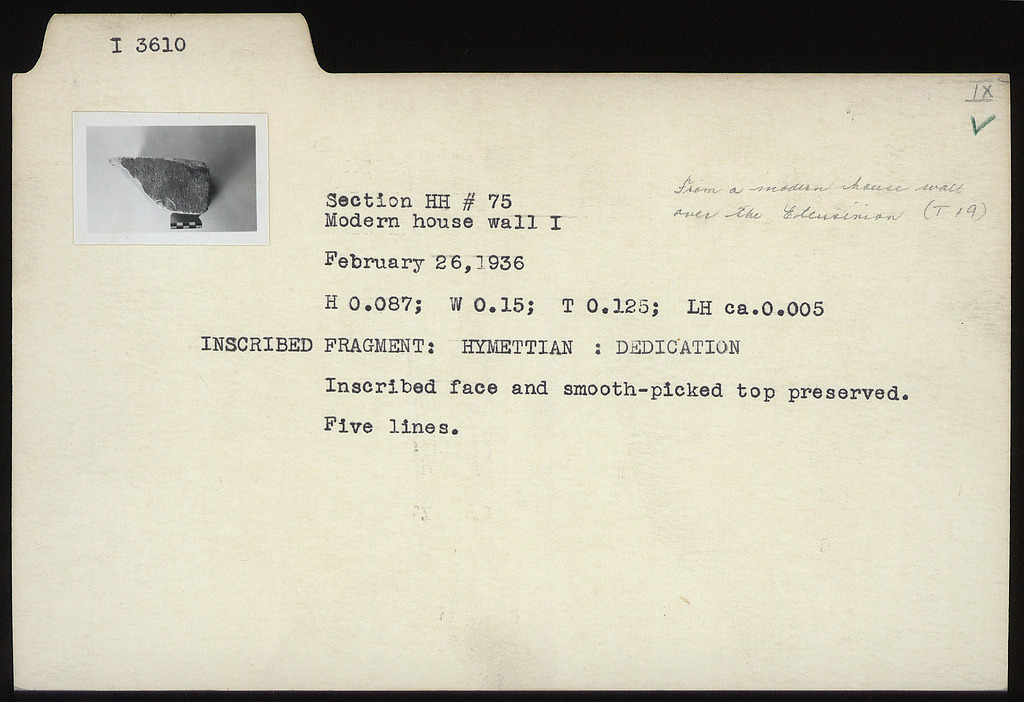 I 3610
IX
Section HH # 75
Modern house wall I
From a modern house wall
over the Eleusinion (T 19)
February 26,1936
H 0.087; W 0.15; T 0.125; LH ca.0.005
INSCRIBED FRAGMENT: HYMETTIAN : DEDICATION
Inscribed face and smooth-picked top preserved.
Five lines.